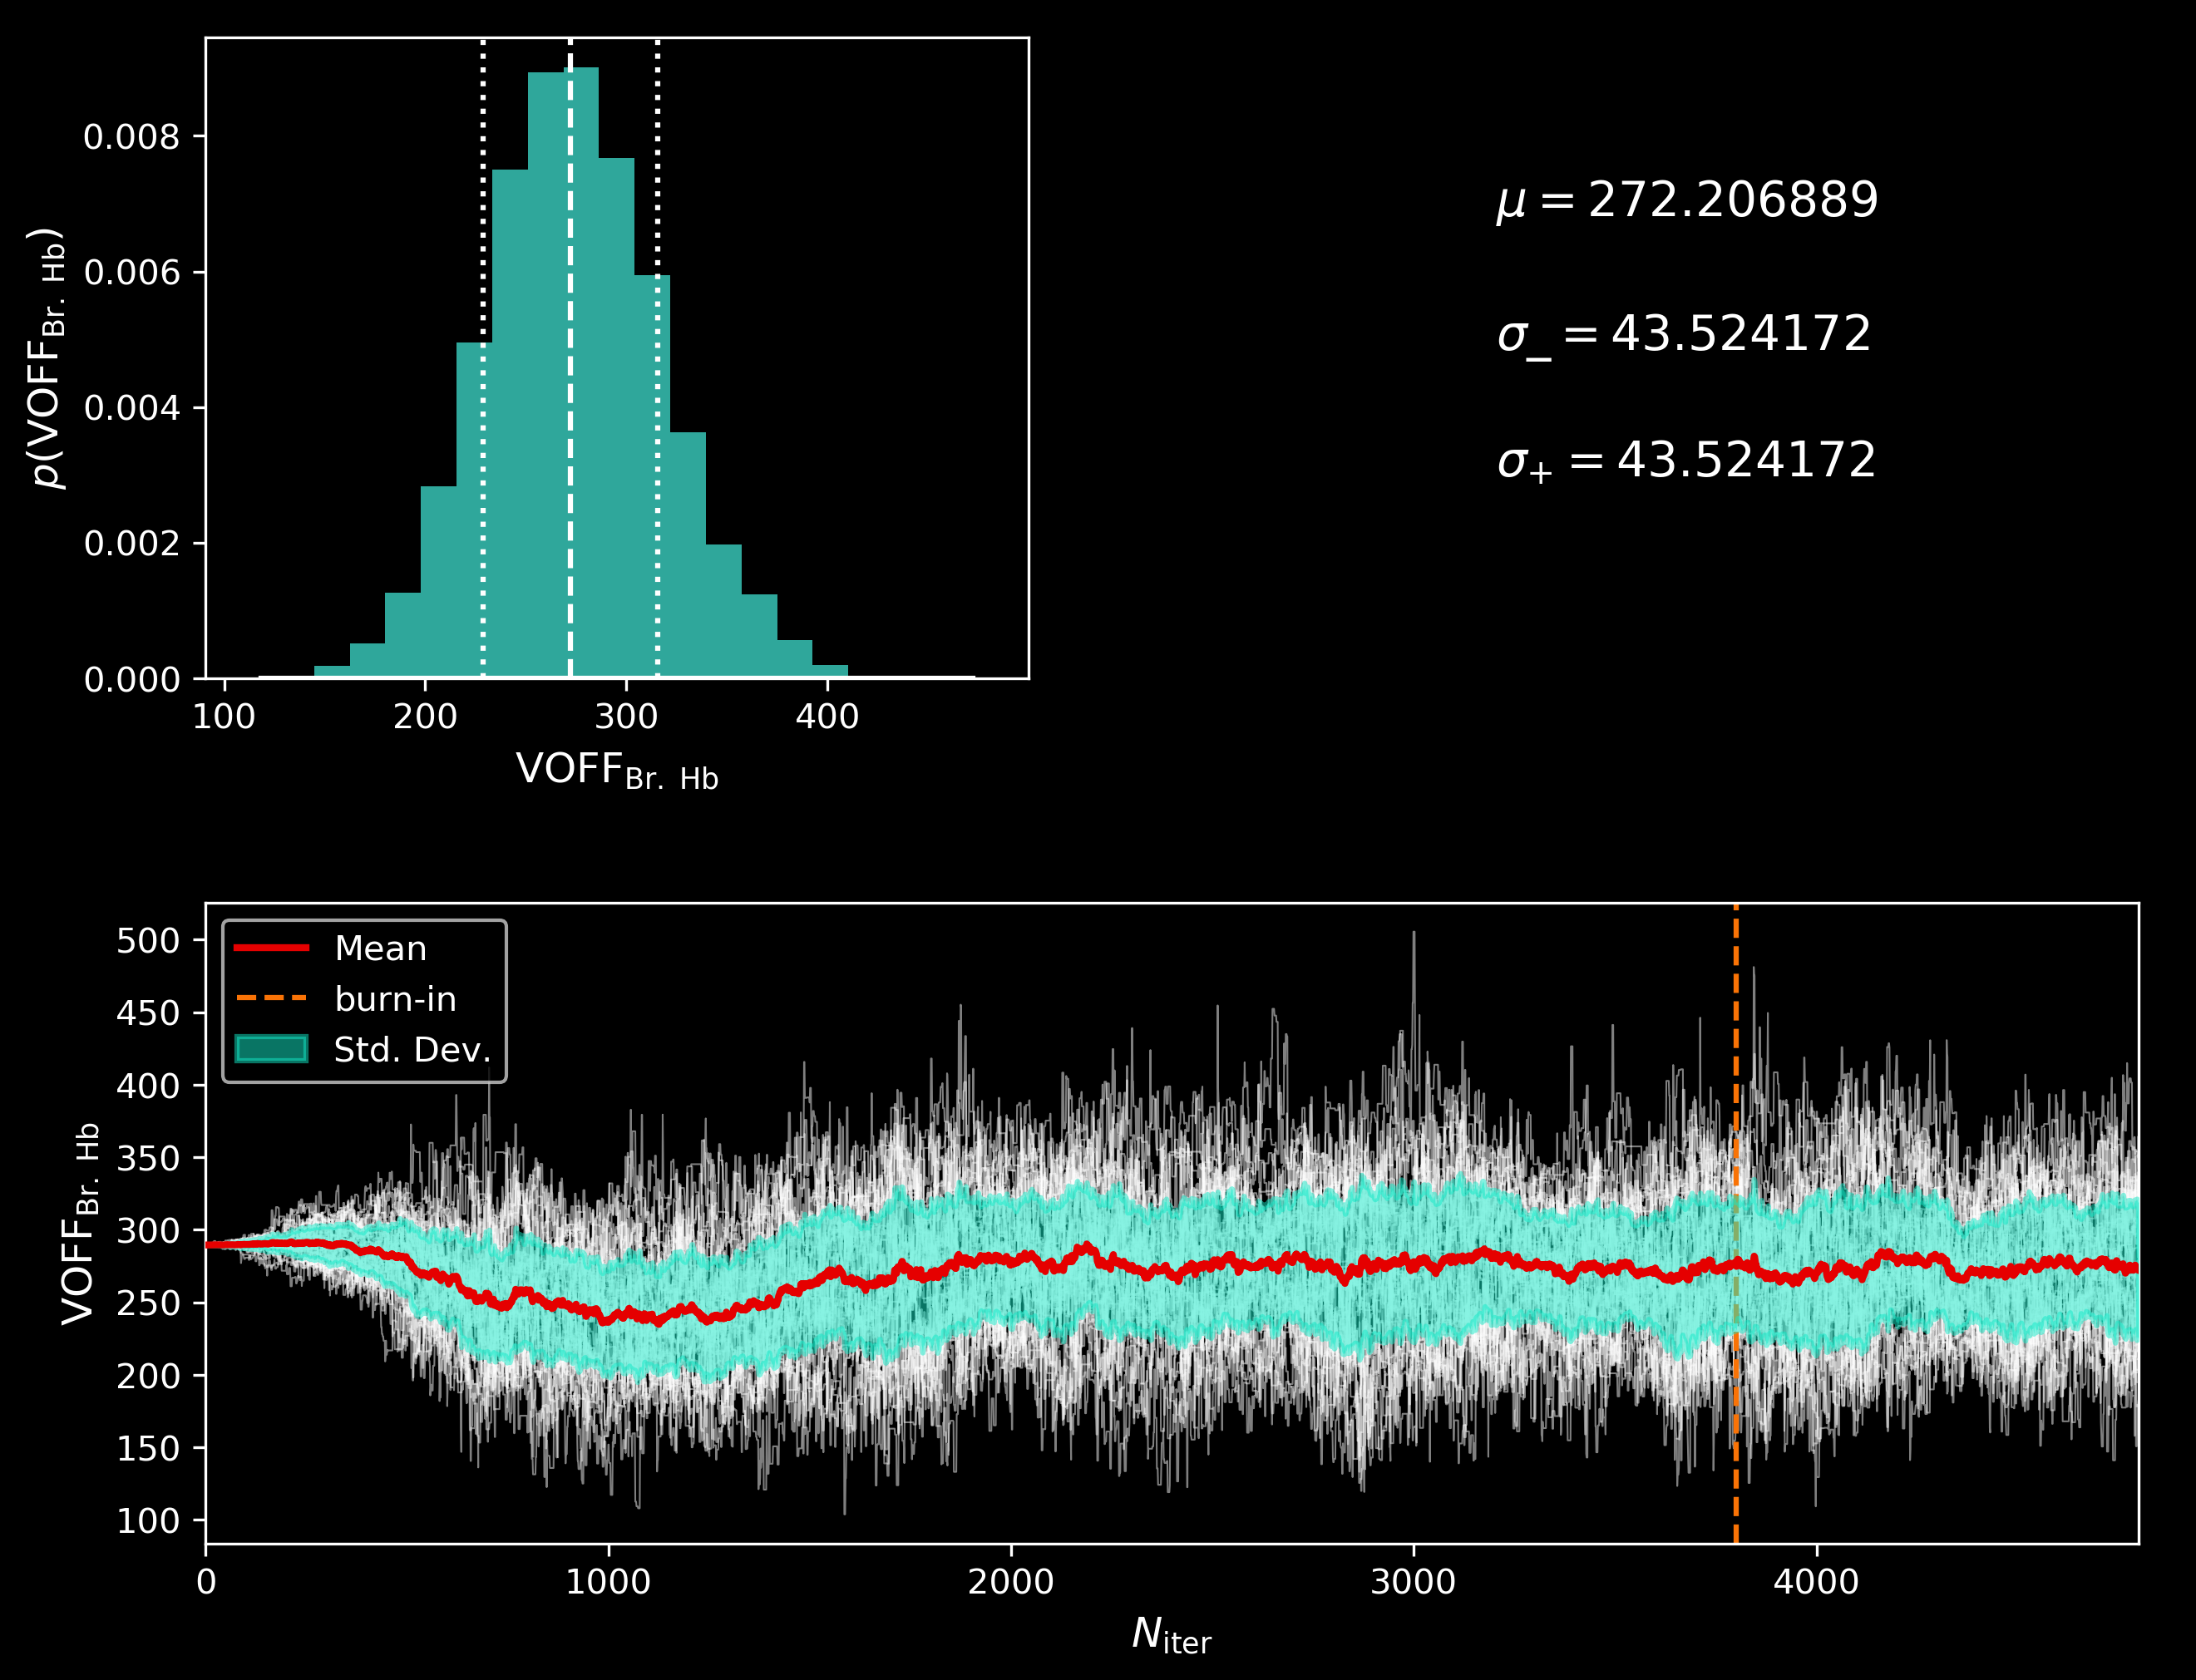 0.008
0.006
0.004
0.002
0.000
p(VOFF_Br. Hb)
100 200 300 400
VOFF_Br. Hb
μ = 272.206889
σ_− = 43.524172
σ_+ = 43.524172
Mean
burn-in
Std. Dev.
500
450
400
350
300
250
200
150
100
VOFF_Br. Hb
0 1000 2000 3000 4000
N_iter